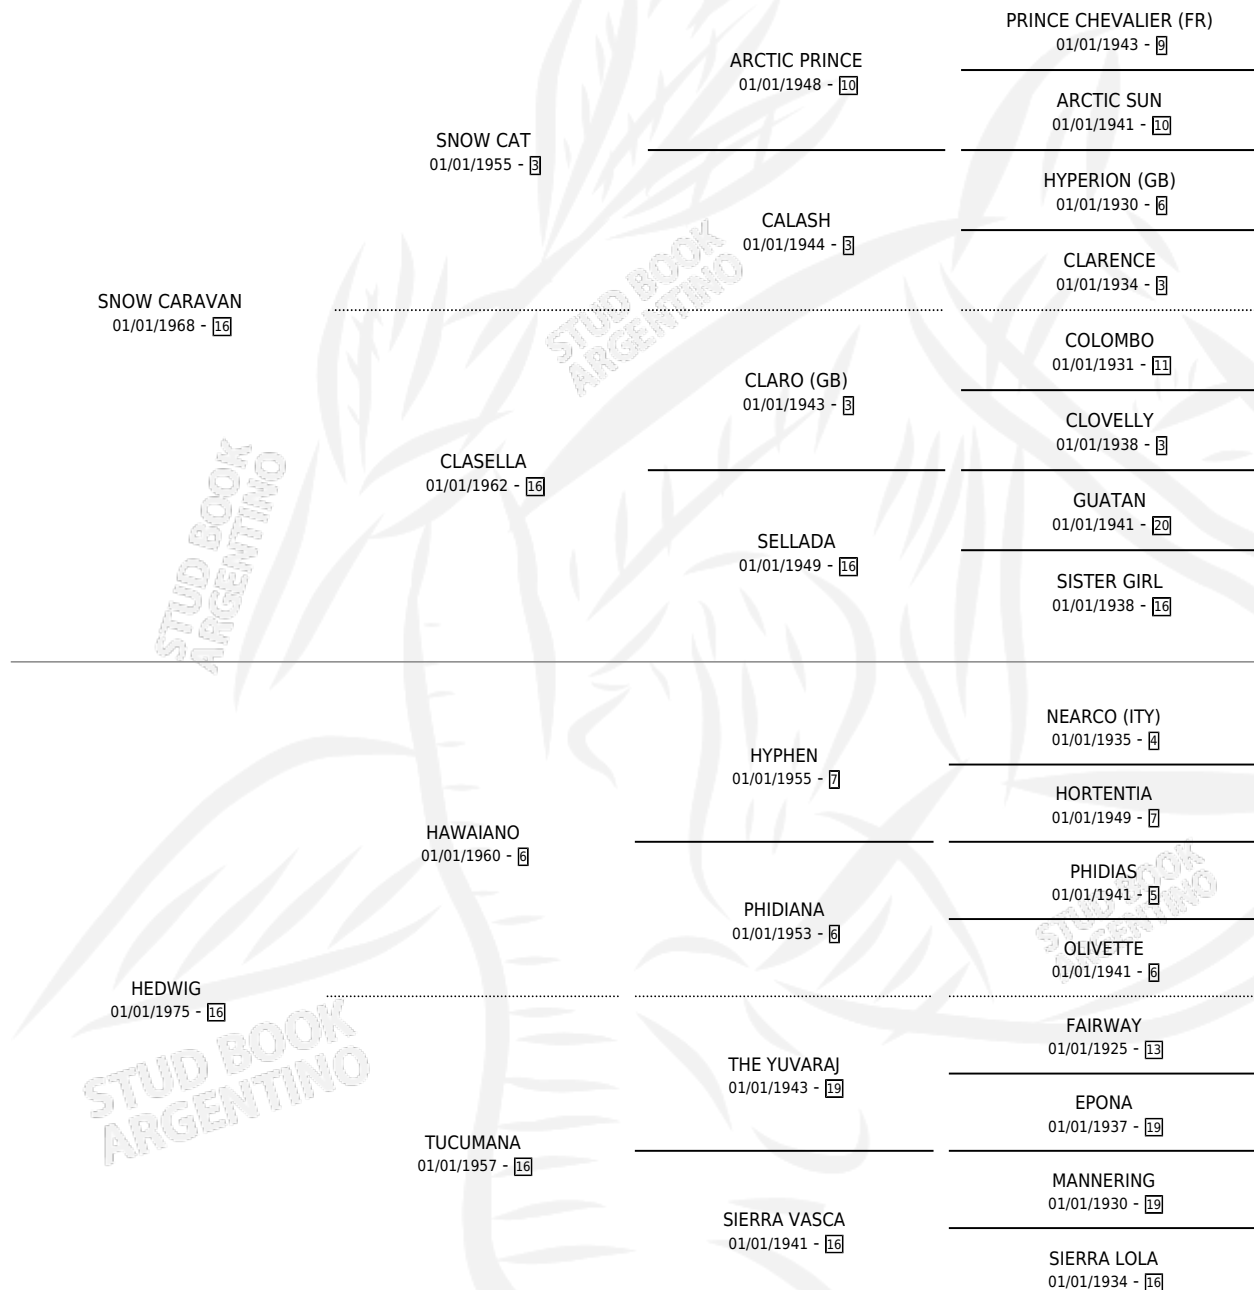 PRINCE CHEVALIER (FR)
01/01/1943 - 9
ARCTIC PRINCE
01/01/1948 - 10
ARCTIC SUN
01/01/1941 - 10
SNOW CAT
01/01/1955 - 3
HYPERION (GB)
01/01/1930 - 6
CALASH
01/01/1944 - 3
CLARENCE
01/01/1934 - 3
SNOW CARAVAN
01/01/1968 - 16
COLOMBO
01/01/1931 - 11
CLARO (GB)
01/01/1943 - 3
CLOVELLY
01/01/1938 - 3
CLASELLA
01/01/1962 - 16
GUATAN
01/01/1941 - 20
SELLADA
01/01/1949 - 16
SISTER GIRL
01/01/1938 - 16
NEARCO (ITY)
01/01/1935 - 4
HYPHEN
01/01/1955 - 7
HORTENTIA
01/01/1949 - 7
HAWAIANO
01/01/1960 - 6
PHIDIAS
01/01/1941 - 5
PHIDIANA
01/01/1953 - 6
OLIVETTE
01/01/1941 - 6
HEDWIG
01/01/1975 - 16
FAIRWAY
01/01/1925 - 13
THE YUVARAJ
01/01/1943 - 19
EPONA
01/01/1937 - 19
TUCUMANA
01/01/1957 - 16
MANNERING
01/01/1930 - 19
SIERRA VASCA
01/01/1941 - 16
SIERRA LOLA
01/01/1934 - 16
STUD BOOK
ARGENTINO
STUD BOOK
ARGENTINO
STUD BOOK
ARGENTINO
STUD BOOK
ARGENTINO